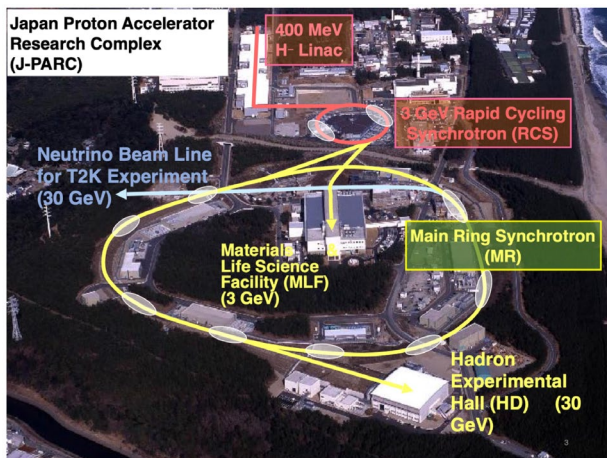 Japan Proton Accelerator
Research Complex
(J-PARC)
400 MeV
H- Linac
3 GeV Rapid Cycling
Synchrotron (RCS)
Neutrino Beam Line
for T2K Experiment
(30 GeV)
Materials
Life Science
Facility (MLF)
(3 GeV)
Main Ring Synchrotron
(MR)
Hadron
Experimental
Hall (HD) (30
GeV)
3